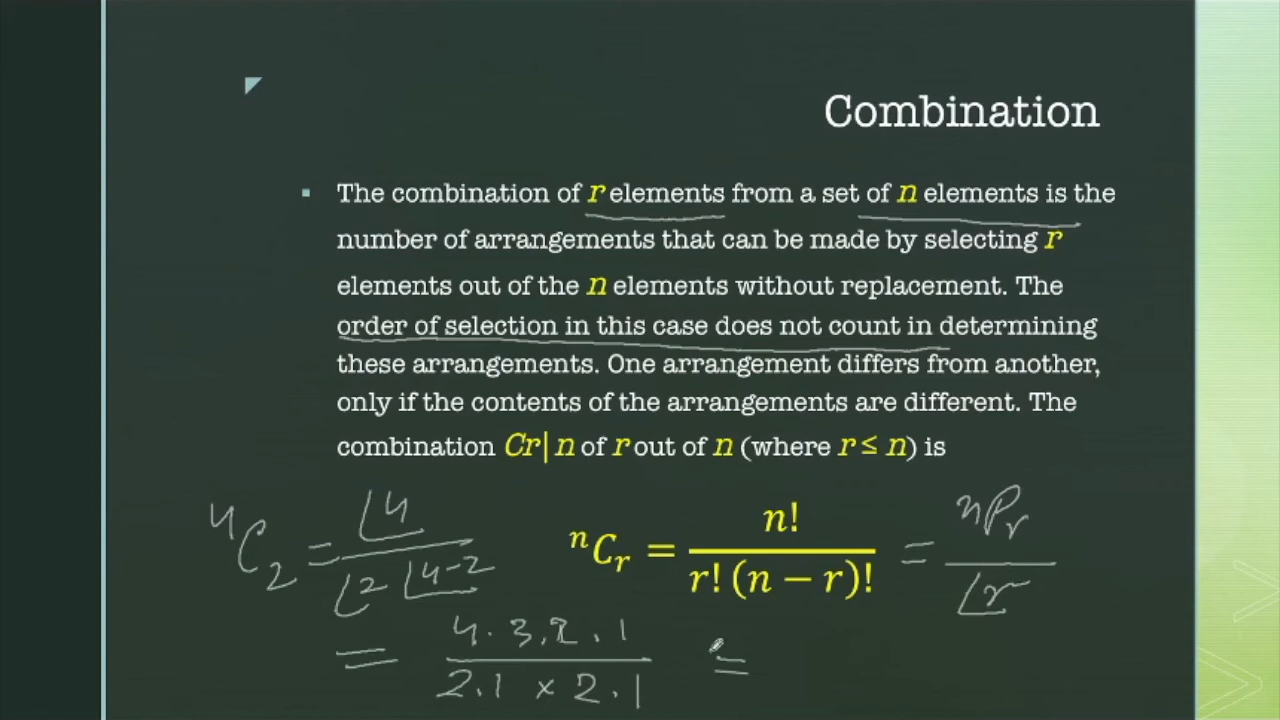 Combination
▪ The combination of r elements from a set of n elements is the
number of arrangements that can be made by selecting r
elements out of the n elements without replacement. The
order of selection in this case does not count in determining
these arrangements. One arrangement differs from another,
only if the contents of the arrangements are different. The
combination Cr| n of r out of n (where r ≤ n) is
⁴C₂ = ∟4 / ∟2 ∟4-2
ⁿCᵣ = n! / r! (n − r)! = ⁿPᵣ / ∟r
= 4.3.2.1 / 2.1 × 2.1 =